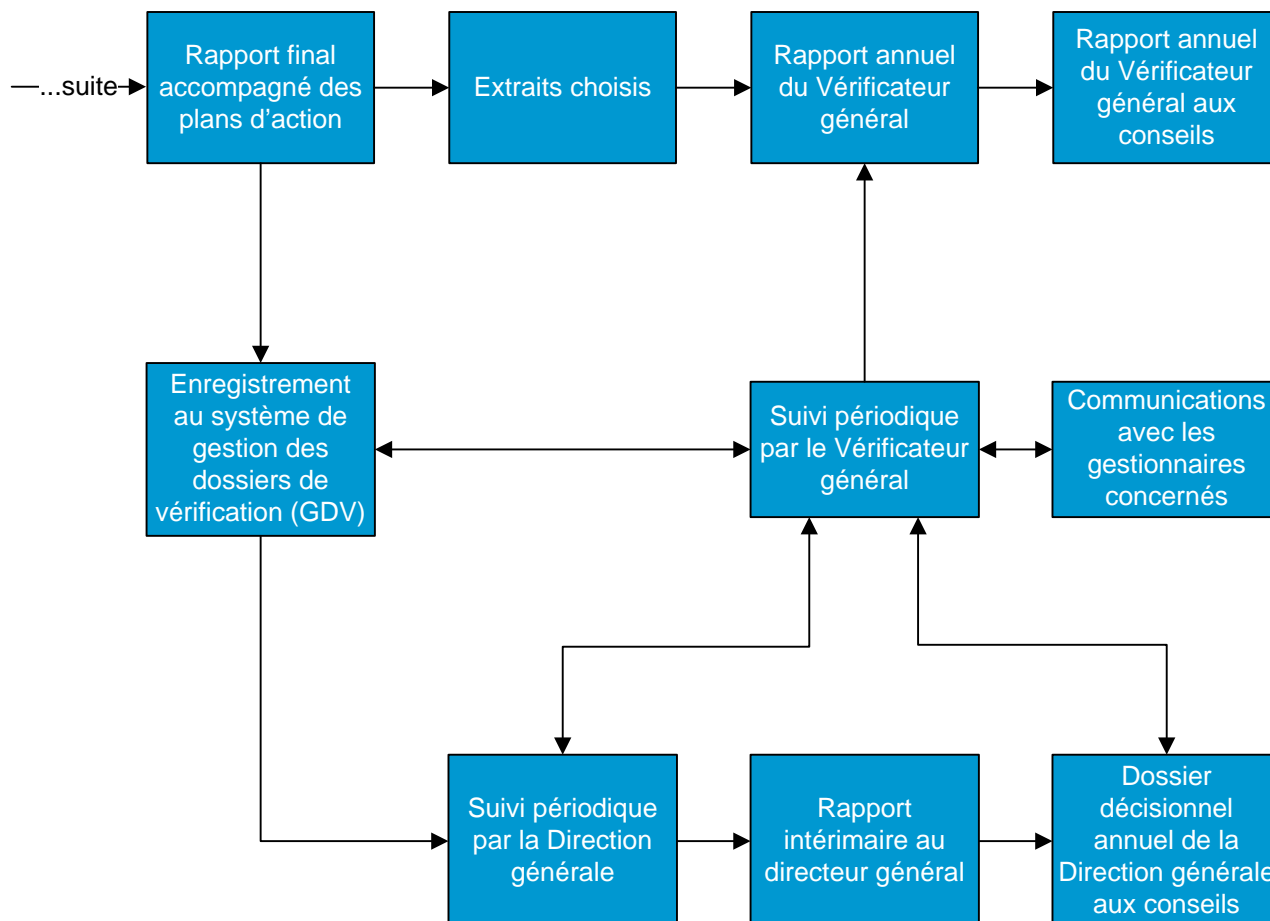 ...suite
Rapport final
accompagné des
plans d'action
Extraits choisis
Rapport annuel
du Vérificateur
général
Rapport annuel
du Vérificateur
général aux
conseils
Enregistrement
au système de
gestion des
dossiers de
vérification (GDV)
Suivi périodique
par le Vérificateur
général
Communications
avec les
gestionnaires
concernés
Suivi périodique
par la Direction
générale
Rapport
intérimaire au
directeur général
Dossier
décisionnel
annuel de la
Direction générale
aux conseils